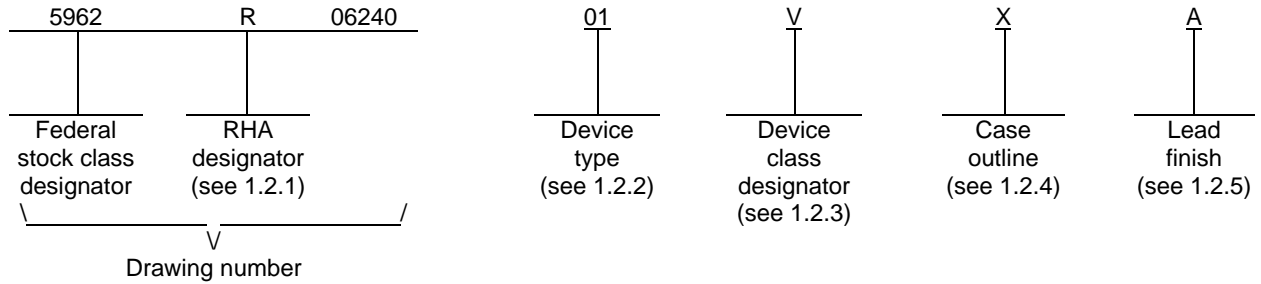 5962 R 06240 01 V X A
Federal stock class designator
RHA designator (see 1.2.1)
Device type (see 1.2.2)
Device class designator (see 1.2.3)
Case outline (see 1.2.4)
Lead finish (see 1.2.5)
\ /
\/
Drawing number